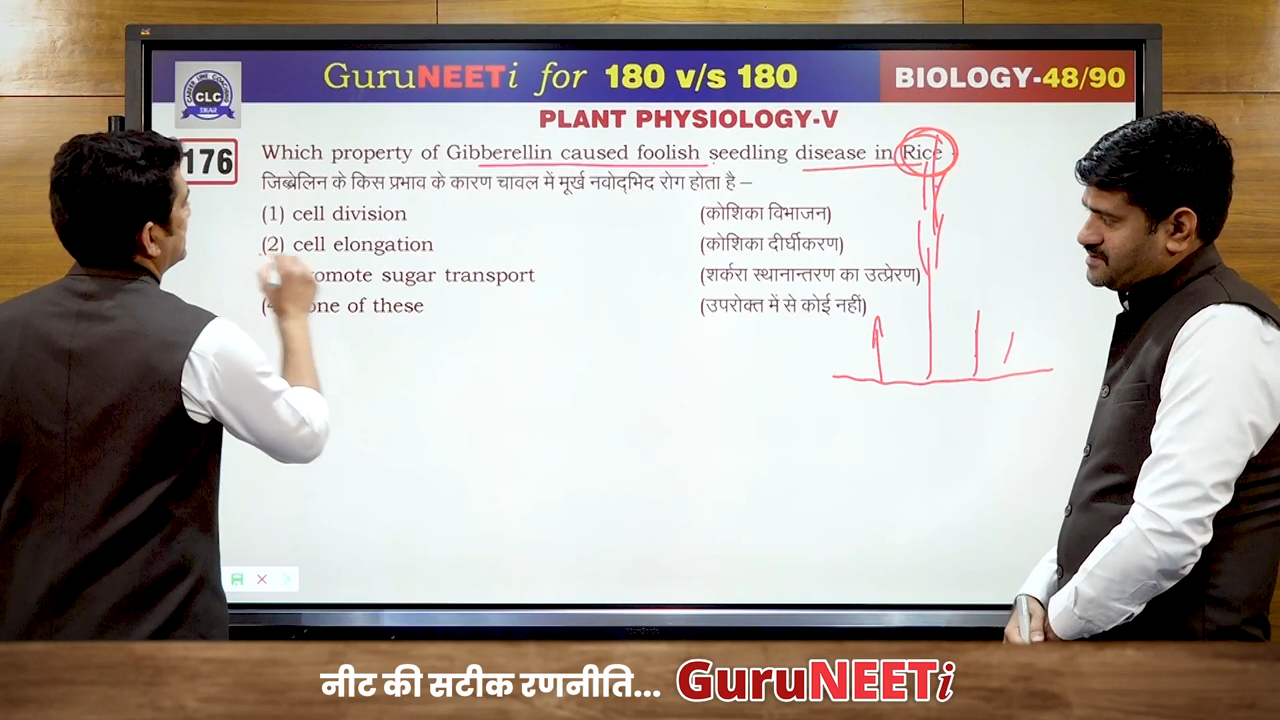 GuruNEETi for 180 v/s 180
BIOLOGY-48/90
CLC
SIKAR
PLANT PHYSIOLOGY-V
176
Which property of Gibberellin caused foolish seedling disease in Rice
जिब्रेलिन के किस प्रभाव के कारण चावल में मूर्ख नवोद्भिद रोग होता है –
(1) cell division (कोशिका विभाजन)
(2) cell elongation (कोशिका दीर्घीकरण)
sugar transport (शर्करा स्थानान्तरण का उत्प्रेरण)
of these (उपरोक्त में से कोई नहीं)
नीट की सटीक रणनीति... GuruNEETi